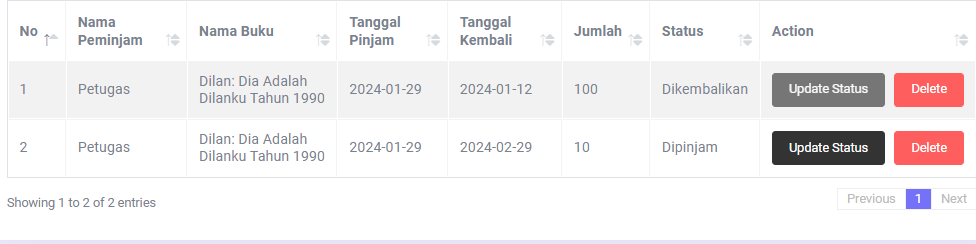 No Nama Peminjam Nama Buku Tanggal Pinjam Tanggal Kembali Jumlah Status Action
1 Petugas Dilan: Dia Adalah Dilanku Tahun 1990 2024-01-29 2024-01-12 100 Dikembalikan Update Status Delete
2 Petugas Dilan: Dia Adalah Dilanku Tahun 1990 2024-01-29 2024-02-29 10 Dipinjam Update Status Delete
Showing 1 to 2 of 2 entries Previous 1 Next